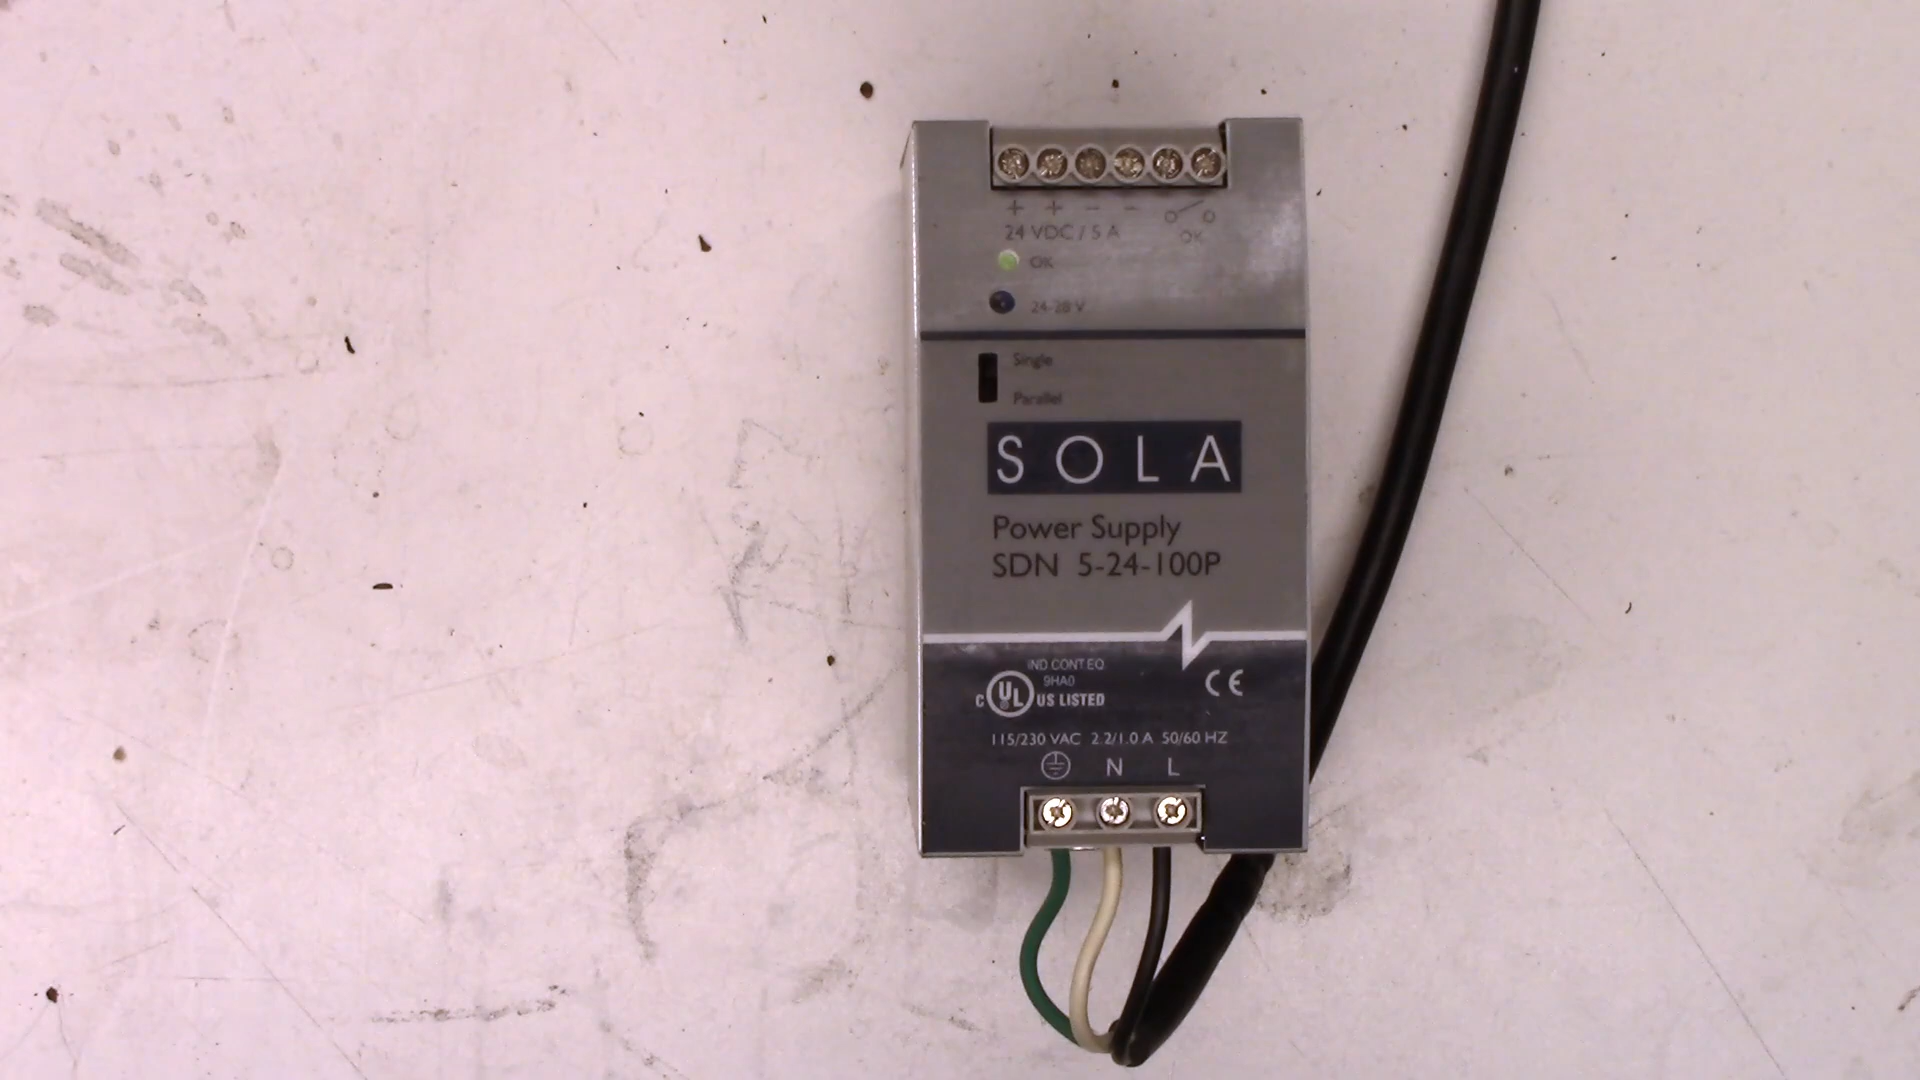 + + - -
24 VDC / 5 A
OK
OK
24-28 V
Single
Parallel
SOLA
Power Supply
SDN 5-24-100P
IND.CONT.EQ.
9HA0
C UL US LISTED
CE
115/230 VAC 2.2/1.0 A 50/60 HZ
N L